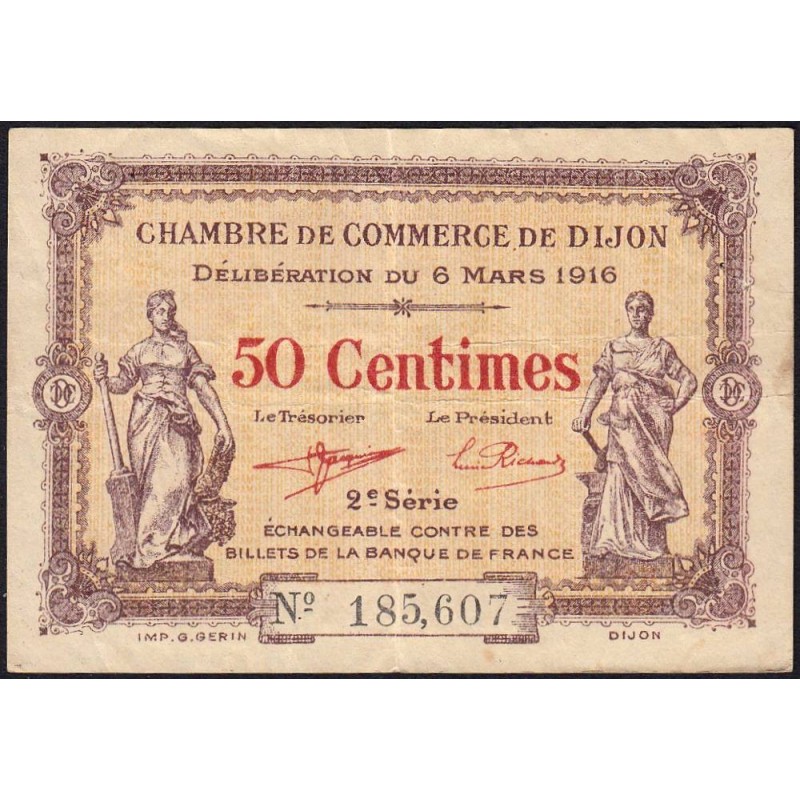 CHAMBRE DE COMMERCE DE DIJON
DÉLIBÉRATION DU 6 MARS 1916
50 Centimes
Le Trésorier Le Président
2e Série
ÉCHANGEABLE CONTRE DES
BILLETS DE LA BANQUE DE FRANCE
No 185,607
IMP. G. GERIN DIJON